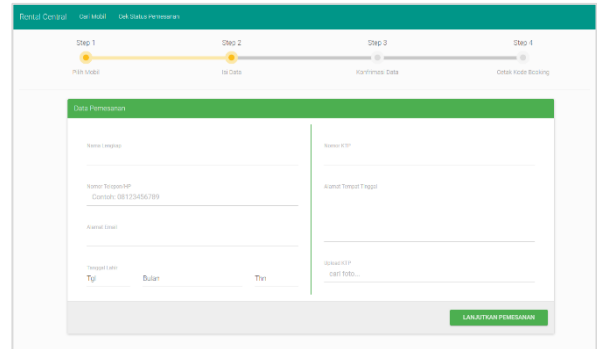 Rental Central Cari Mobil Cek Status Pemesanan
Step 1 Step 2 Step 3 Step 4
Pilih Mobil Isi Data Konfirmasi Data Cetak Kode Booking
Data Pemesanan
Nama Lengkap
Nomor KTP
Nomor Telepon/HP
Contoh: 08123456789
Alamat Tempat Tinggal
Alamat Email
Tanggal Lahir
Tgl Bulan Thn
Upload KTP
cari foto...
LANJUTKAN PEMESANAN